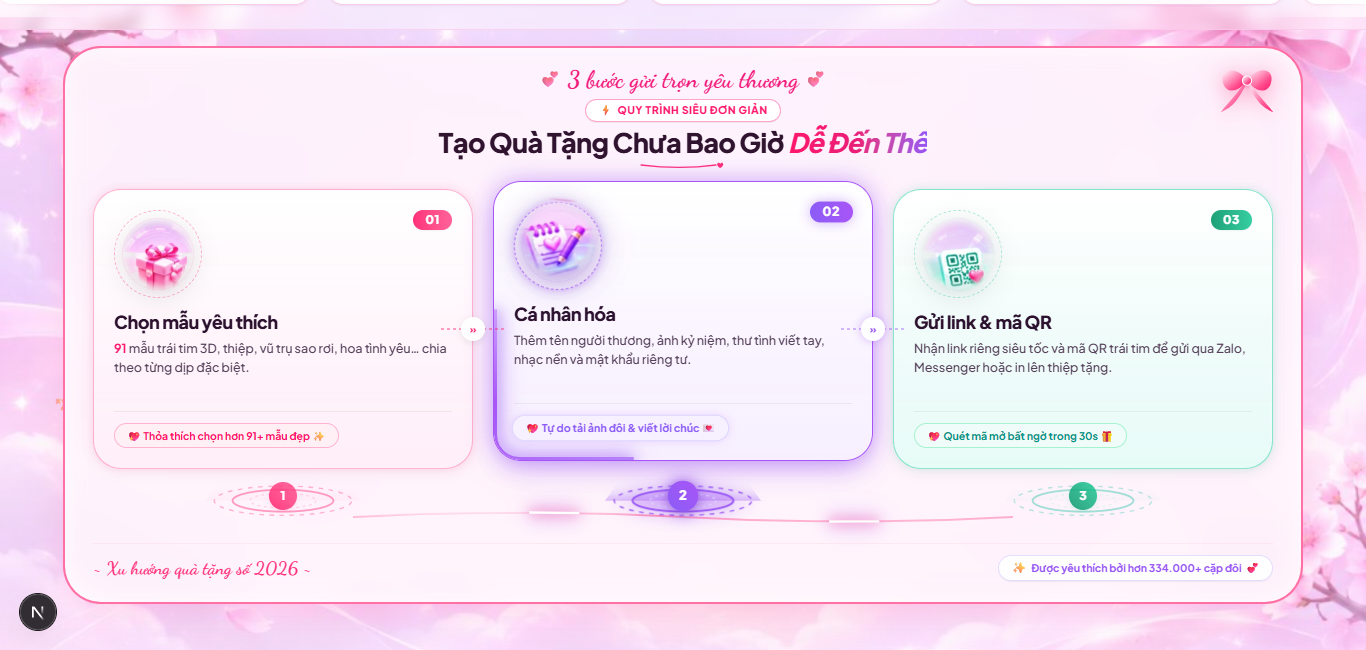 3 bước gửi trọn yêu thương
QUY TRÌNH SIÊU ĐƠN GIẢN
Tạo Quà Tặng Chưa Bao Giờ Dễ Đến Thế
01
Chọn mẫu yêu thích
91 mẫu trái tim 3D, thiệp, vũ trụ sao rơi, hoa tình yêu... chia
theo từng dịp đặc biệt.
Thỏa thích chọn hơn 91+ mẫu đẹp
»
02
Cá nhân hóa
Thêm tên người thương, ảnh kỷ niệm, thư tình viết tay,
nhạc nền và mật khẩu riêng tư.
Tự do tải ảnh đôi & viết lời chúc
»
03
Gửi link & mã QR
Nhận link riêng siêu tốc và mã QR trái tim để gửi qua Zalo,
Messenger hoặc in lên thiệp tặng.
Quét mã mở bất ngờ trong 30s
1
2
3
~ Xu hướng quà tặng số 2026 ~
Được yêu thích bởi hơn 334.000+ cặp đôi
N